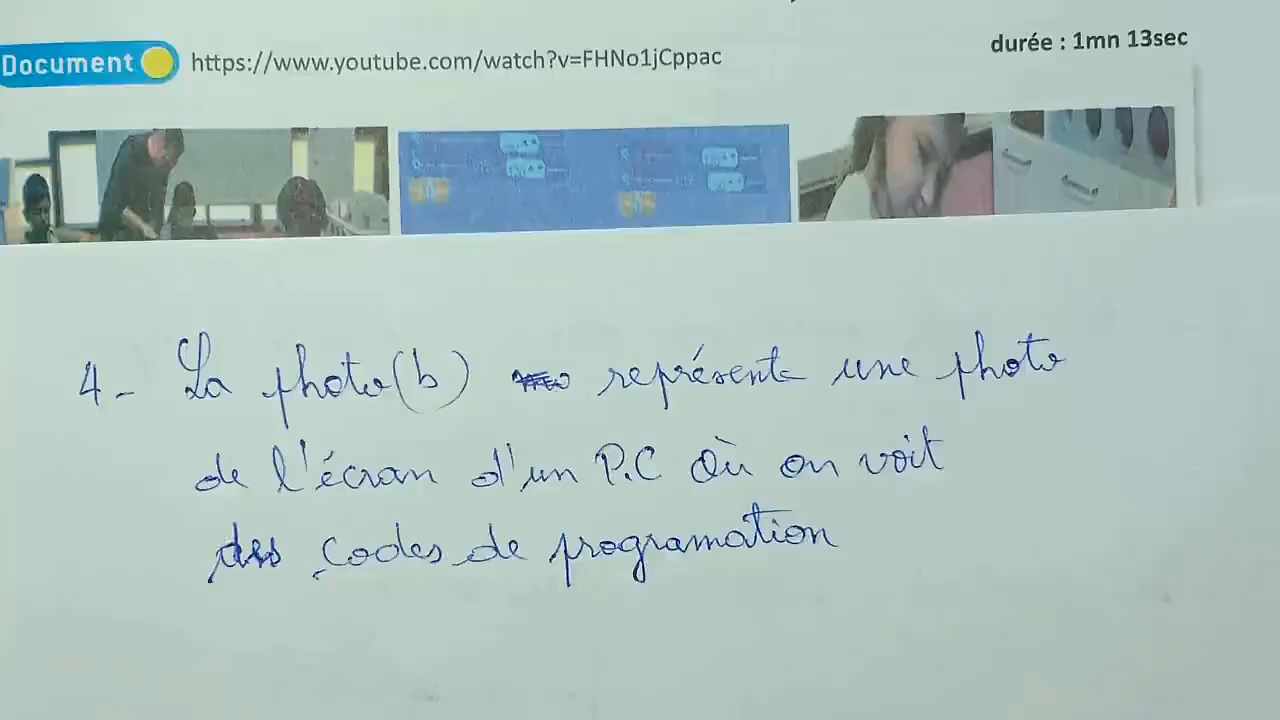 Document
https://www.youtube.com/watch?v=FHNo1jCppac
durée : 1mn 13sec
4- La photo (b) représente une photo
de l'écran d'un P.C Où on voit
des codes de programation